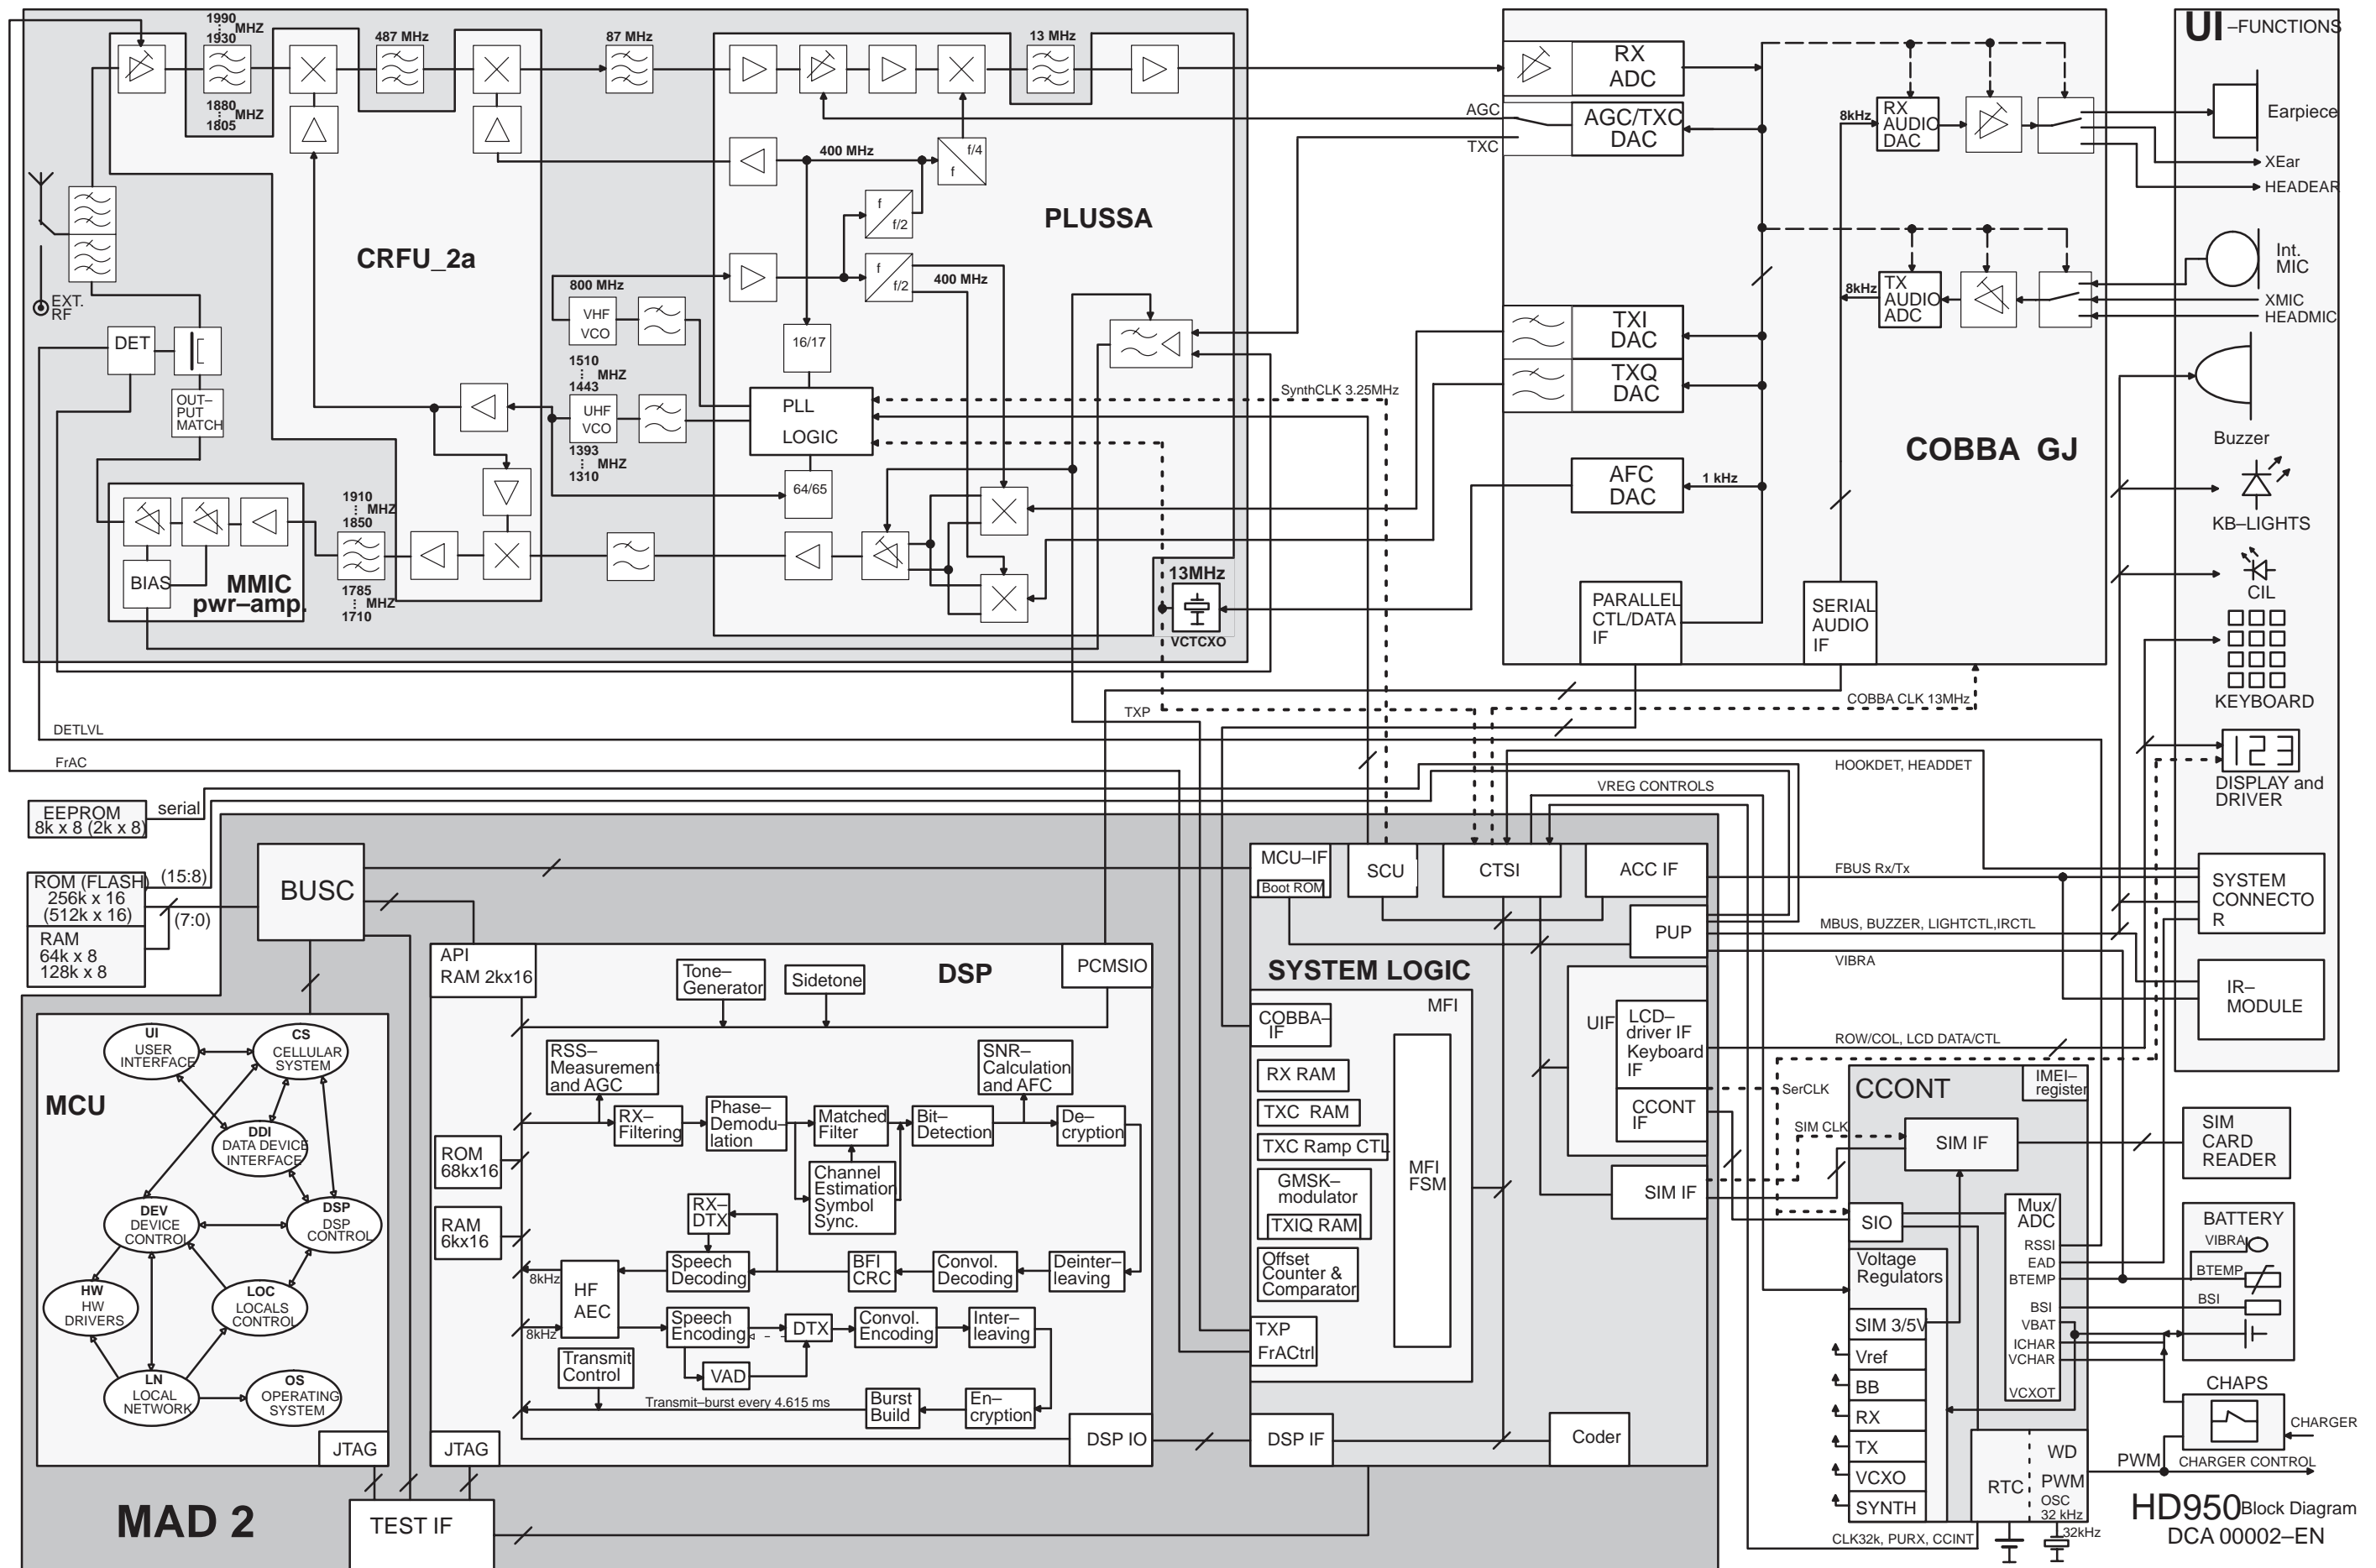 1990
MHZ
1930
1880
MHZ
1805
487 MHz
87 MHz
13 MHz
AGC
TXC
RX
ADC
AGC/TXC
DAC
8kHz
RX
AUDIO
DAC
UI –FUNCTIONS
Earpiece
XEar
HEADEAR
400 MHz
f/4
f
f
f/2
PLUSSA
CRFU_2a
f
f/2
400 MHz
EXT.
RF
800 MHz
VHF
VCO
16/17
1510
MHZ
1443
UHF
VCO
1393
MHZ
1310
PLL
LOGIC
64/65
SynthCLK 3.25MHz
TXI
DAC
TXQ
DAC
AFC
DAC
1 kHz
8kHz
TX
AUDIO
ADC
Int.
MIC
XMIC
HEADMIC
COBBA GJ
Buzzer
KB–LIGHTS
CIL
KEYBOARD
DET
OUT–
PUT
MATCH
1910
MHZ
1850
1785
MHZ
1710
BIAS
MMIC
pwr–amp.
13MHz
VCTCXO
PARALLEL
CTL/DATA
IF
SERIAL
AUDIO
IF
TXP
COBBA CLK 13MHz
DETLVL
FrAC
HOOKDET, HEADDET
VREG CONTROLS
123
DISPLAY and
DRIVER
EEPROM
8k x 8 (2k x 8)
serial
ROM (FLASH)
256k x 16
(512k x 16)
(15:8)
(7:0)
RAM
64k x 8
128k x 8
BUSC
MCU–IF
Boot ROM
SCU
CTSI
ACC IF
PUP
FBUS Rx/Tx
MBUS, BUZZER, LIGHTCTL,IRCTL
VIBRA
SYSTEM
CONNECTO
R
IR–
MODULE
API
RAM 2kx16
Tone–
Generator
Sidetone
DSP
PCMSIO
SYSTEM LOGIC
MFI
COBBA–
IF
RX RAM
TXC RAM
TXC Ramp CTL
GMSK–
modulator
TXIQ RAM
Offset
Counter &
Comparator
TXP
FrACtrl
MFI
FSM
UIF
LCD–
driver IF
Keyboard
IF
CCONT
IF
SIM IF
ROW/COL, LCD DATA/CTL
SerCLK
SIM CLK
UI
USER
INTERFACE
CS
CELLULAR
SYSTEM
MCU
DDI
DATA DEVICE
INTERFACE
DEV
DEVICE
CONTROL
DSP
DSP
CONTROL
HW
HW
DRIVERS
LOC
LOCALS
CONTROL
LN
LOCAL
NETWORK
OS
OPERATING
SYSTEM
JTAG
RSS–
Measurement
and AGC
SNR–
Calculation
and AFC
RX–
Filtering
Phase–
Demodu–
lation
Matched
Filter
Bit–
Detection
De–
cryption
ROM
68kx16
Channel
Estimation
Symbol
Sync.
RX–
DTX
RAM
6kx16
8kHz
HF
AEC
Speech
Decoding
BFI
CRC
Convol.
Decoding
Deinter–
leaving
8kHz
Speech
Encoding
DTX
Convol.
Encoding
Inter–
leaving
Transmit
Control
VAD
Transmit–burst every 4.615 ms
Burst
Build
En–
cryption
JTAG
DSP IO
DSP IF
Coder
MAD 2
TEST IF
CCONT
IMEI–
register
SIM IF
SIO
Mux/
ADC
RSSI
EAD
BTEMP
BSI
VBAT
ICHAR
VCHAR
VCXOT
Voltage
Regulators
SIM 3/5V
Vref
BB
RX
TX
VCXO
SYNTH
RTC
WD
PWM
OSC
32 kHz
32kHz
CLK32k, PURX, CCINT
SIM
CARD
READER
BATTERY
VIBRA
BTEMP
BSI
CHAPS
CHARGER
PWM
CHARGER CONTROL
HD950 Block Diagram
DCA 00002–EN